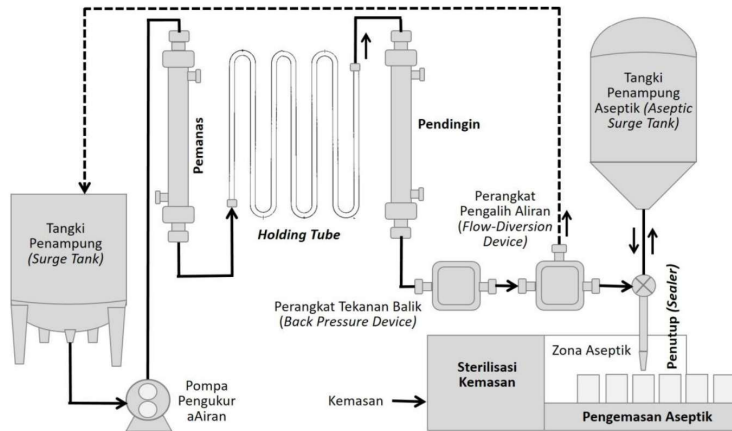 Tangki
Penampung
Aseptik (Aseptic
Surge Tank)
Pemanas
Pendingin
Perangkat
Pengalih Aliran
(Flow-Diversion
Device)
Tangki
Penampung
(Surge Tank)
Holding Tube
Perangkat Tekanan Balik
(Back Pressure Device)
Penutup (Sealer)
Zona Aseptik
Sterilisasi
Kemasan
Pompa
Pengukur
aAiran
Kemasan
Pengemasan Aseptik